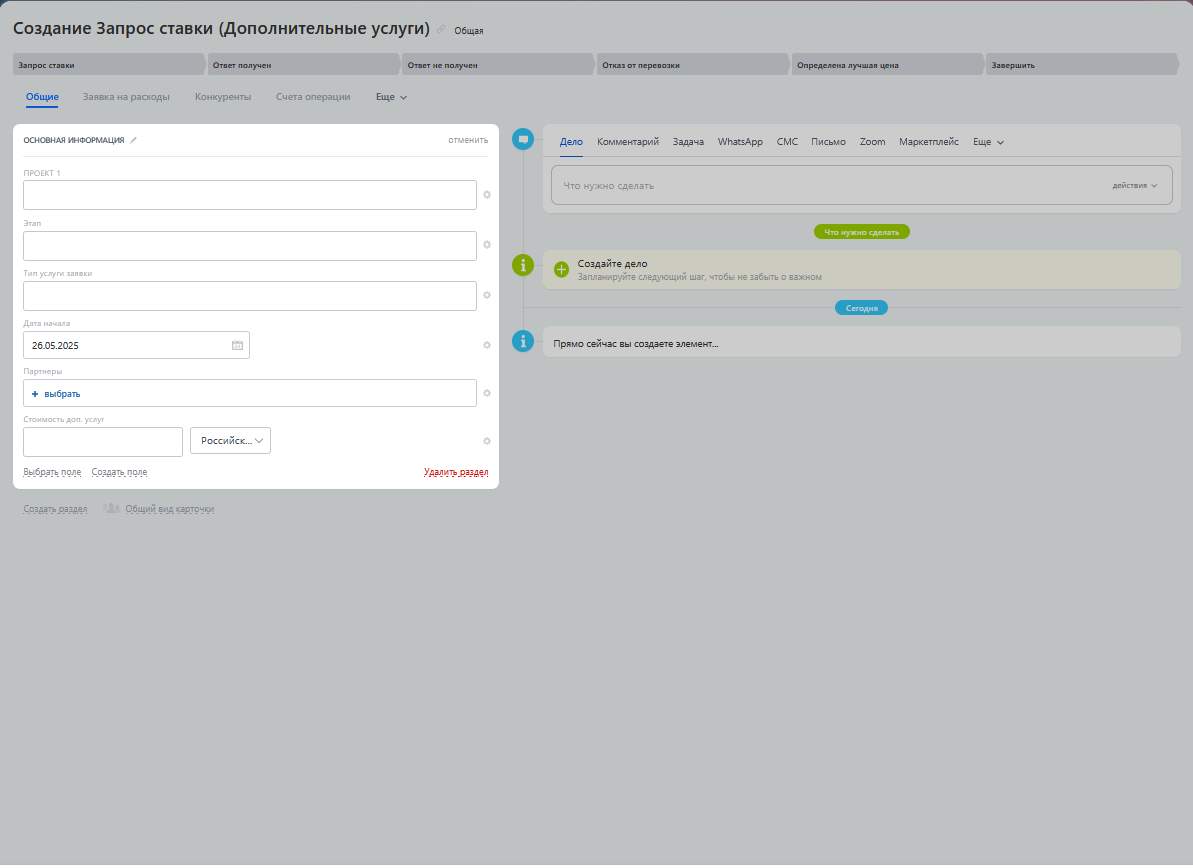 Создание Запрос ставки (Дополнительные услуги) Общая
Запрос ставки Ответ получен Ответ не получен Отказ от перевозки Определена лучшая цена Завершить
Общие Заявка на расходы Конкуренты Счета операции Еще
ОСНОВНАЯ ИНФОРМАЦИЯ ОТМЕНИТЬ
ПРОЕКТ 1
Этап
Тип услуги заявки
Дата начала
26.05.2025
Партнеры
+ выбрать
Стоимость доп. услуг
Российск...
Выбрать поле Создать поле Удалить раздел
Создать раздел Общий вид карточки
Дело Комментарий Задача WhatsApp СМС Письмо Zoom Маркетплейс Еще
Что нужно сделать действия
Что нужно сделать
Создайте дело
Запланируйте следующий шаг, чтобы не забыть о важном
Сегодня
Прямо сейчас вы создаете элемент...